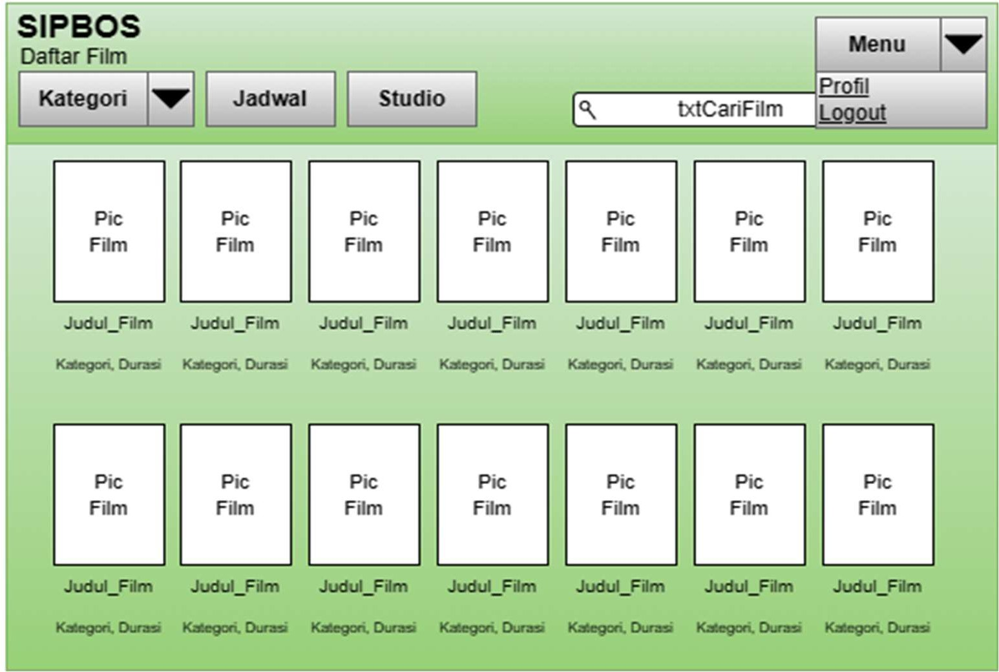 SIPBOS
Daftar Film
Menu
Kategori
Jadwal
Studio
txtCariFilm
Profil
Logout
Pic Pic Pic Pic Pic Pic Pic
Film Film Film Film Film Film Film
Judul_Film Judul_Film Judul_Film Judul_Film Judul_Film Judul_Film Judul_Film
Kategori, Durasi Kategori, Durasi Kategori, Durasi Kategori, Durasi Kategori, Durasi Kategori, Durasi Kategori, Durasi
Pic Pic Pic Pic Pic Pic Pic
Film Film Film Film Film Film Film
Judul_Film Judul_Film Judul_Film Judul_Film Judul_Film Judul_Film Judul_Film
Kategori, Durasi Kategori, Durasi Kategori, Durasi Kategori, Durasi Kategori, Durasi Kategori, Durasi Kategori, Durasi